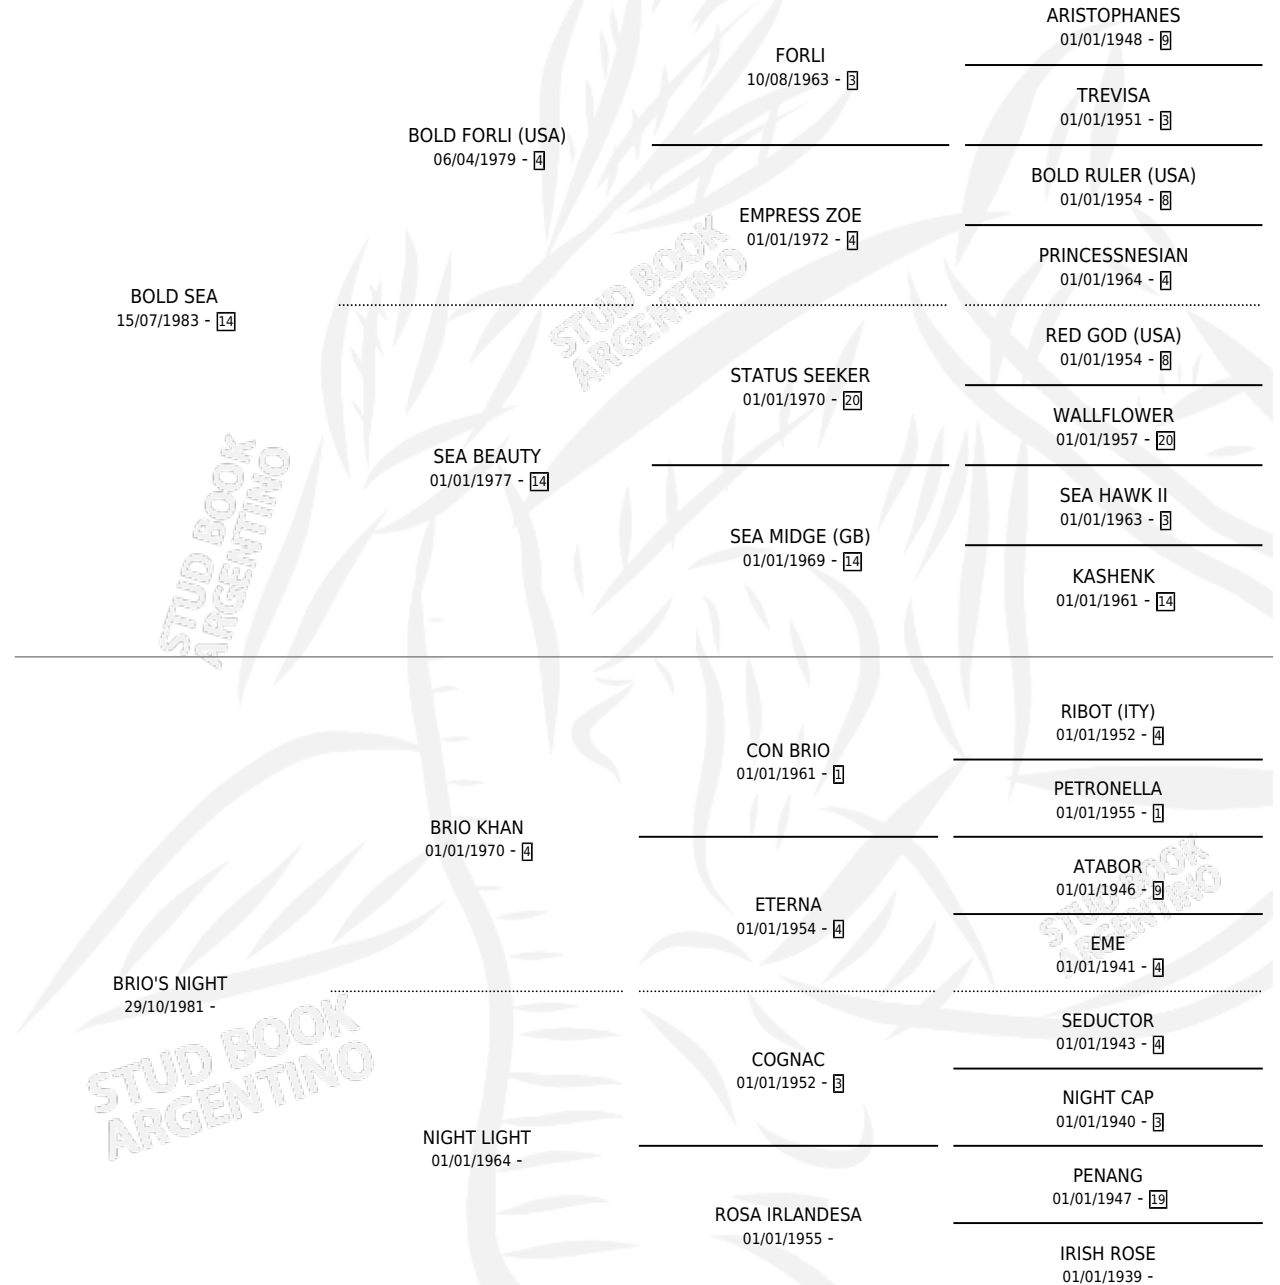 ARISTOPHANES
01/01/1948 - 9
FORLI
10/08/1963 - 3
TREVISA
01/01/1951 - 3
BOLD FORLI (USA)
06/04/1979 - 4
BOLD RULER (USA)
01/01/1954 - 8
EMPRESS ZOE
01/01/1972 - 4
PRINCESSNESIAN
01/01/1964 - 4
BOLD SEA
15/07/1983 - 14
RED GOD (USA)
01/01/1954 - 8
STATUS SEEKER
01/01/1970 - 20
WALLFLOWER
01/01/1957 - 20
SEA BEAUTY
01/01/1977 - 14
SEA HAWK II
01/01/1963 - 3
SEA MIDGE (GB)
01/01/1969 - 14
KASHENK
01/01/1961 - 14
STUD BOOK
ARGENTINO
STUD BOOK
ARGENTINO
RIBOT (ITY)
01/01/1952 - 4
CON BRIO
01/01/1961 - 1
PETRONELLA
01/01/1955 - 1
BRIO KHAN
01/01/1970 - 4
ATABOR
01/01/1946 - 9
ETERNA
01/01/1954 - 4
EME
01/01/1941 - 4
BRIO'S NIGHT
29/10/1981 -
SEDUCTOR
01/01/1943 - 4
COGNAC
01/01/1952 - 3
NIGHT CAP
01/01/1940 - 3
NIGHT LIGHT
01/01/1964 -
PENANG
01/01/1947 - 19
ROSA IRLANDESA
01/01/1955 -
IRISH ROSE
01/01/1939 -
STUD BOOK
ARGENTINO
STUD BOOK
ARGENTINO